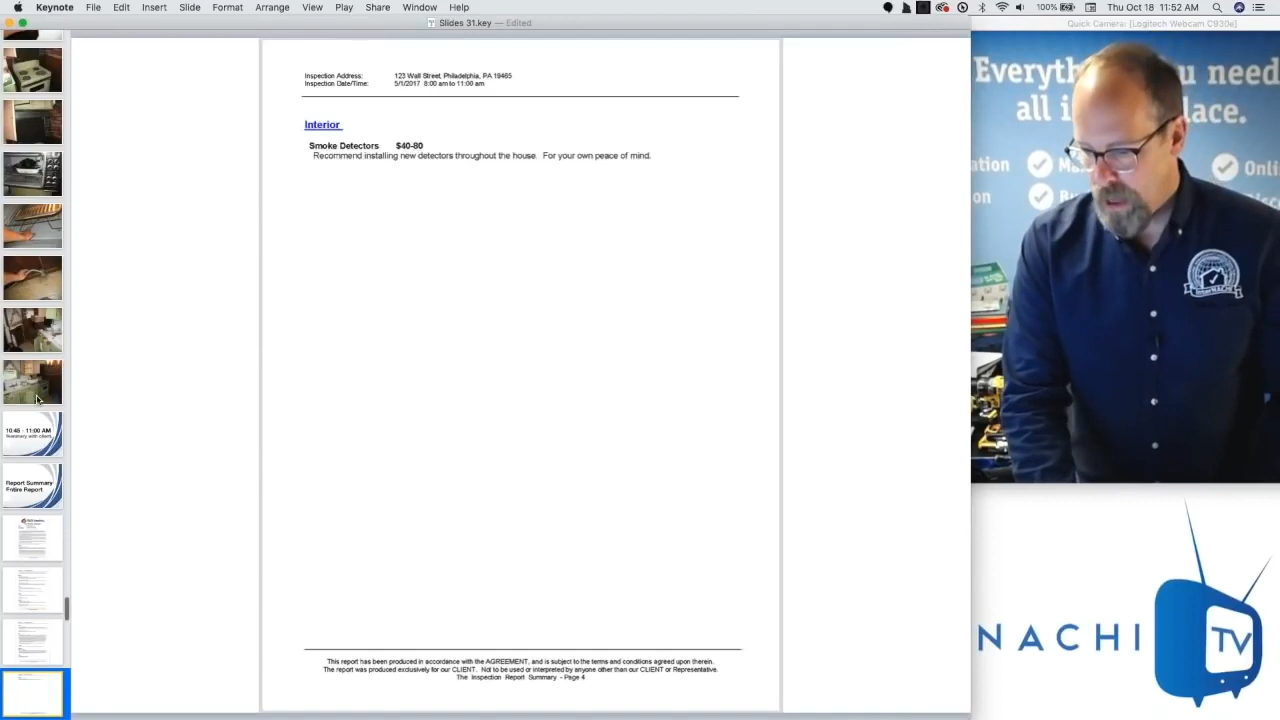 Keynote File Edit Insert Slide Format Arrange View Play Share Window Help
100% Thu Oct 18 11:52 AM
Slides 31.key — Edited
Quick Camera: [Logitech Webcam C930e]
Inspection Address: 123 Wall Street, Philadelphia, PA 19465
Inspection Date/Time: 5/1/2017 8:00 am to 11:00 am
Interior
Smoke Detectors $40-80
Recommend installing new detectors throughout the house. For your own peace of mind.
This report has been produced in accordance with the AGREEMENT, and is subject to the terms and conditions agreed upon therein.
The report was produced exclusively for our CLIENT. Not to be used or interpreted by anyone other than our CLIENT or Representative.
The Inspection Report Summary - Page 4
10:45 - 11:00 AM
Summary with client
Report Summary
Entire Report
need
all i
lace.
Onli
InterNACHI
NACHI TV